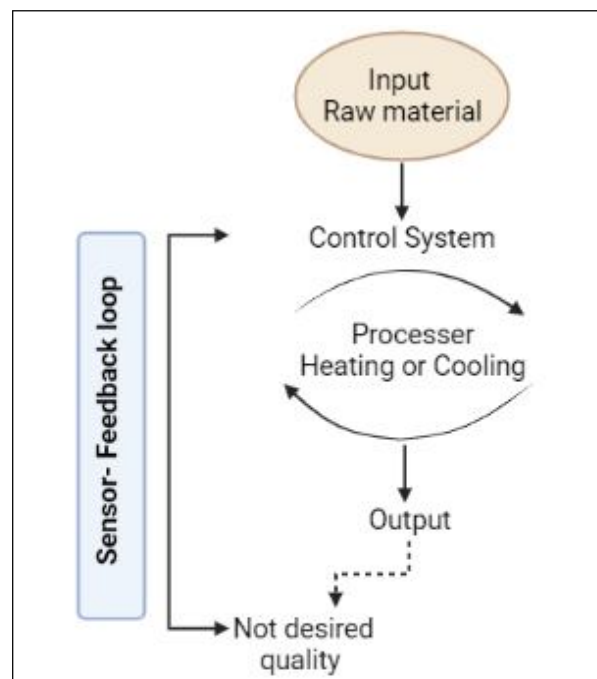 Input
Raw material
Control System
Processer
Heating or Cooling
Sensor- Feedback loop
Output
Not desired
quality